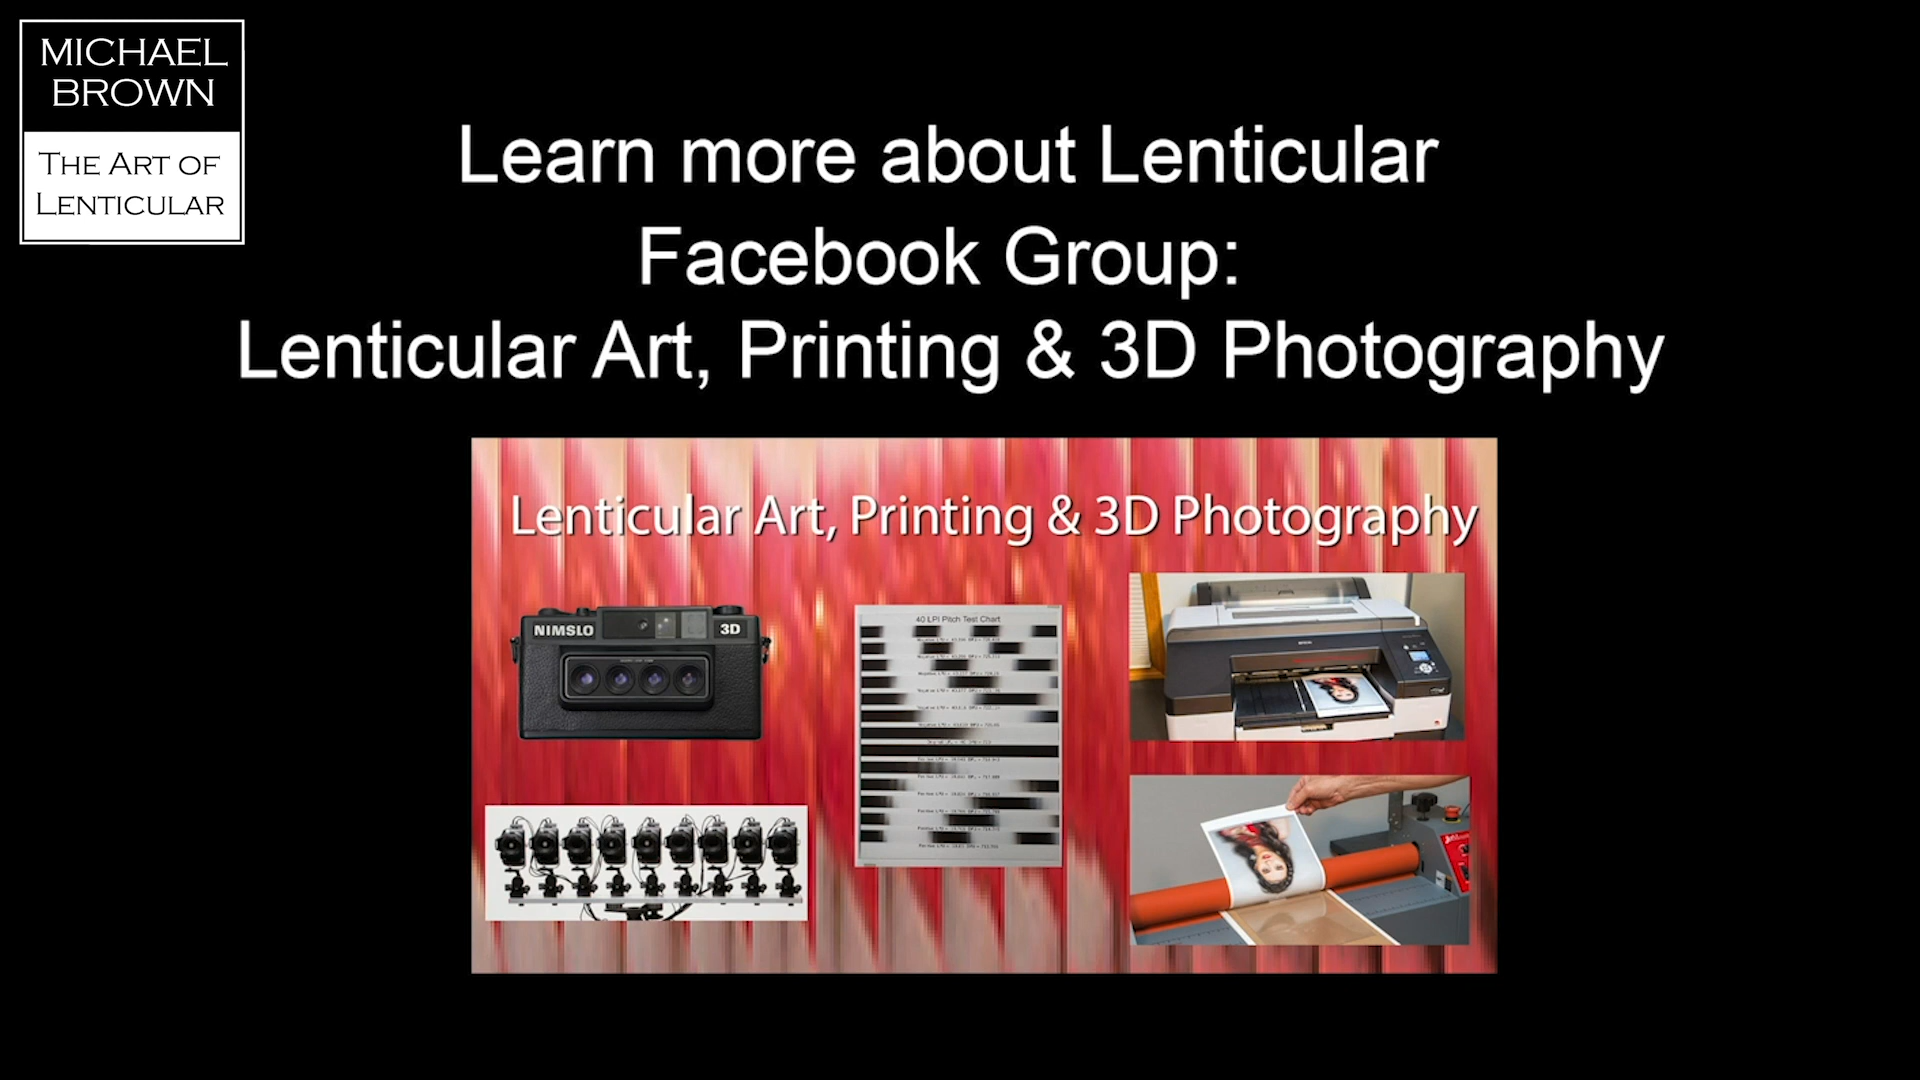 MICHAEL
BROWN
THE ART OF
LENTICULAR
Learn more about Lenticular
Facebook Group:
Lenticular Art, Printing & 3D Photography
Lenticular Art, Printing & 3D Photography
NIMSLO
3D
40 LPI Pitch Test Chart
EPSON